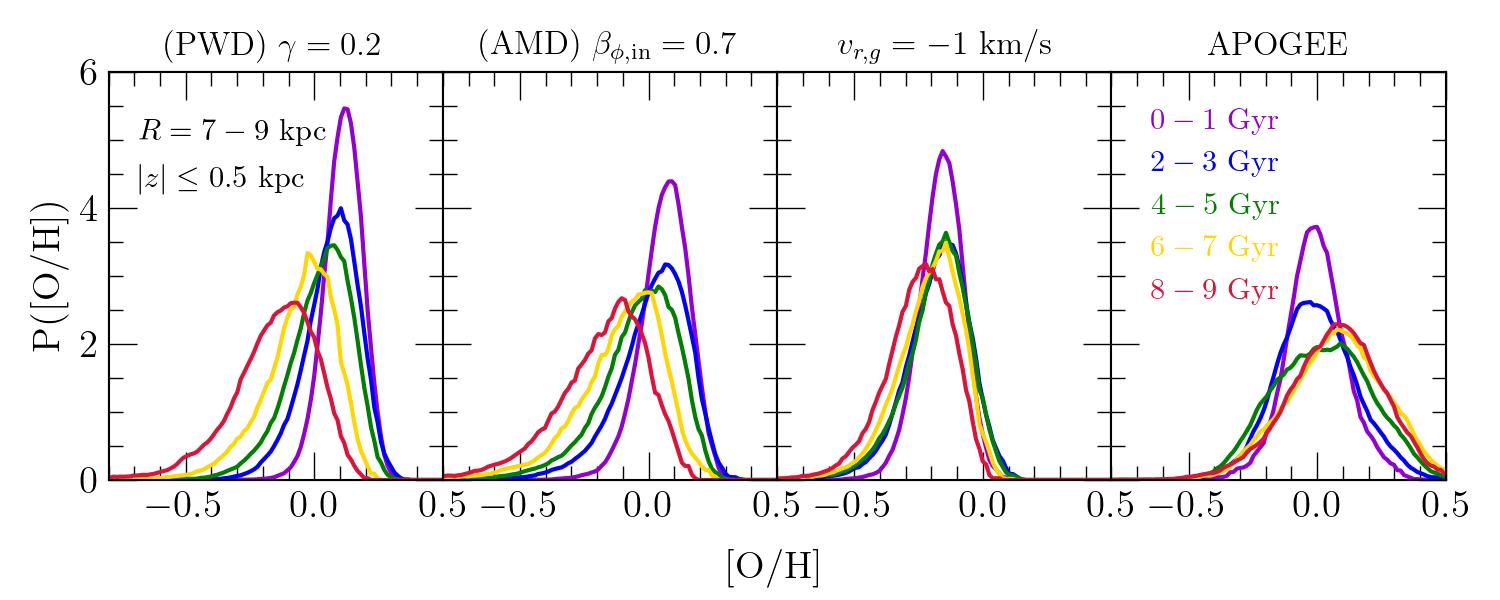 (PWD) γ = 0.2
(AMD) β_{ϕ,in} = 0.7
v_{r,g} = −1 km/s
APOGEE
6
4
2
0
P([O/H])
R = 7 − 9 kpc
|z| ≤ 0.5 kpc
0 − 1 Gyr
2 − 3 Gyr
4 − 5 Gyr
6 − 7 Gyr
8 − 9 Gyr
−0.5 0.0 0.5 −0.5 0.0 0.5 −0.5 0.0 0.5 −0.5 0.0 0.5
[O/H]